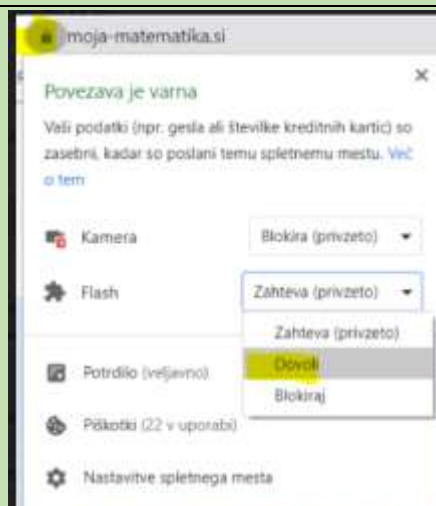 moja-matematika.si
Povezava je varna
Vaši podatki (npr. gesla ali številke kreditnih kartic) so
zasebni, kadar so poslani temu spletnemu mestu. Več
o tem
Kamera Blokira (privzeto)
Flash Zahteva (privzeto)
Zahteva (privzeto)
Dovoli
Blokiraj
Potrdilo (veljavno)
Piškotki (22 v uporabi)
Nastavitve spletnega mesta